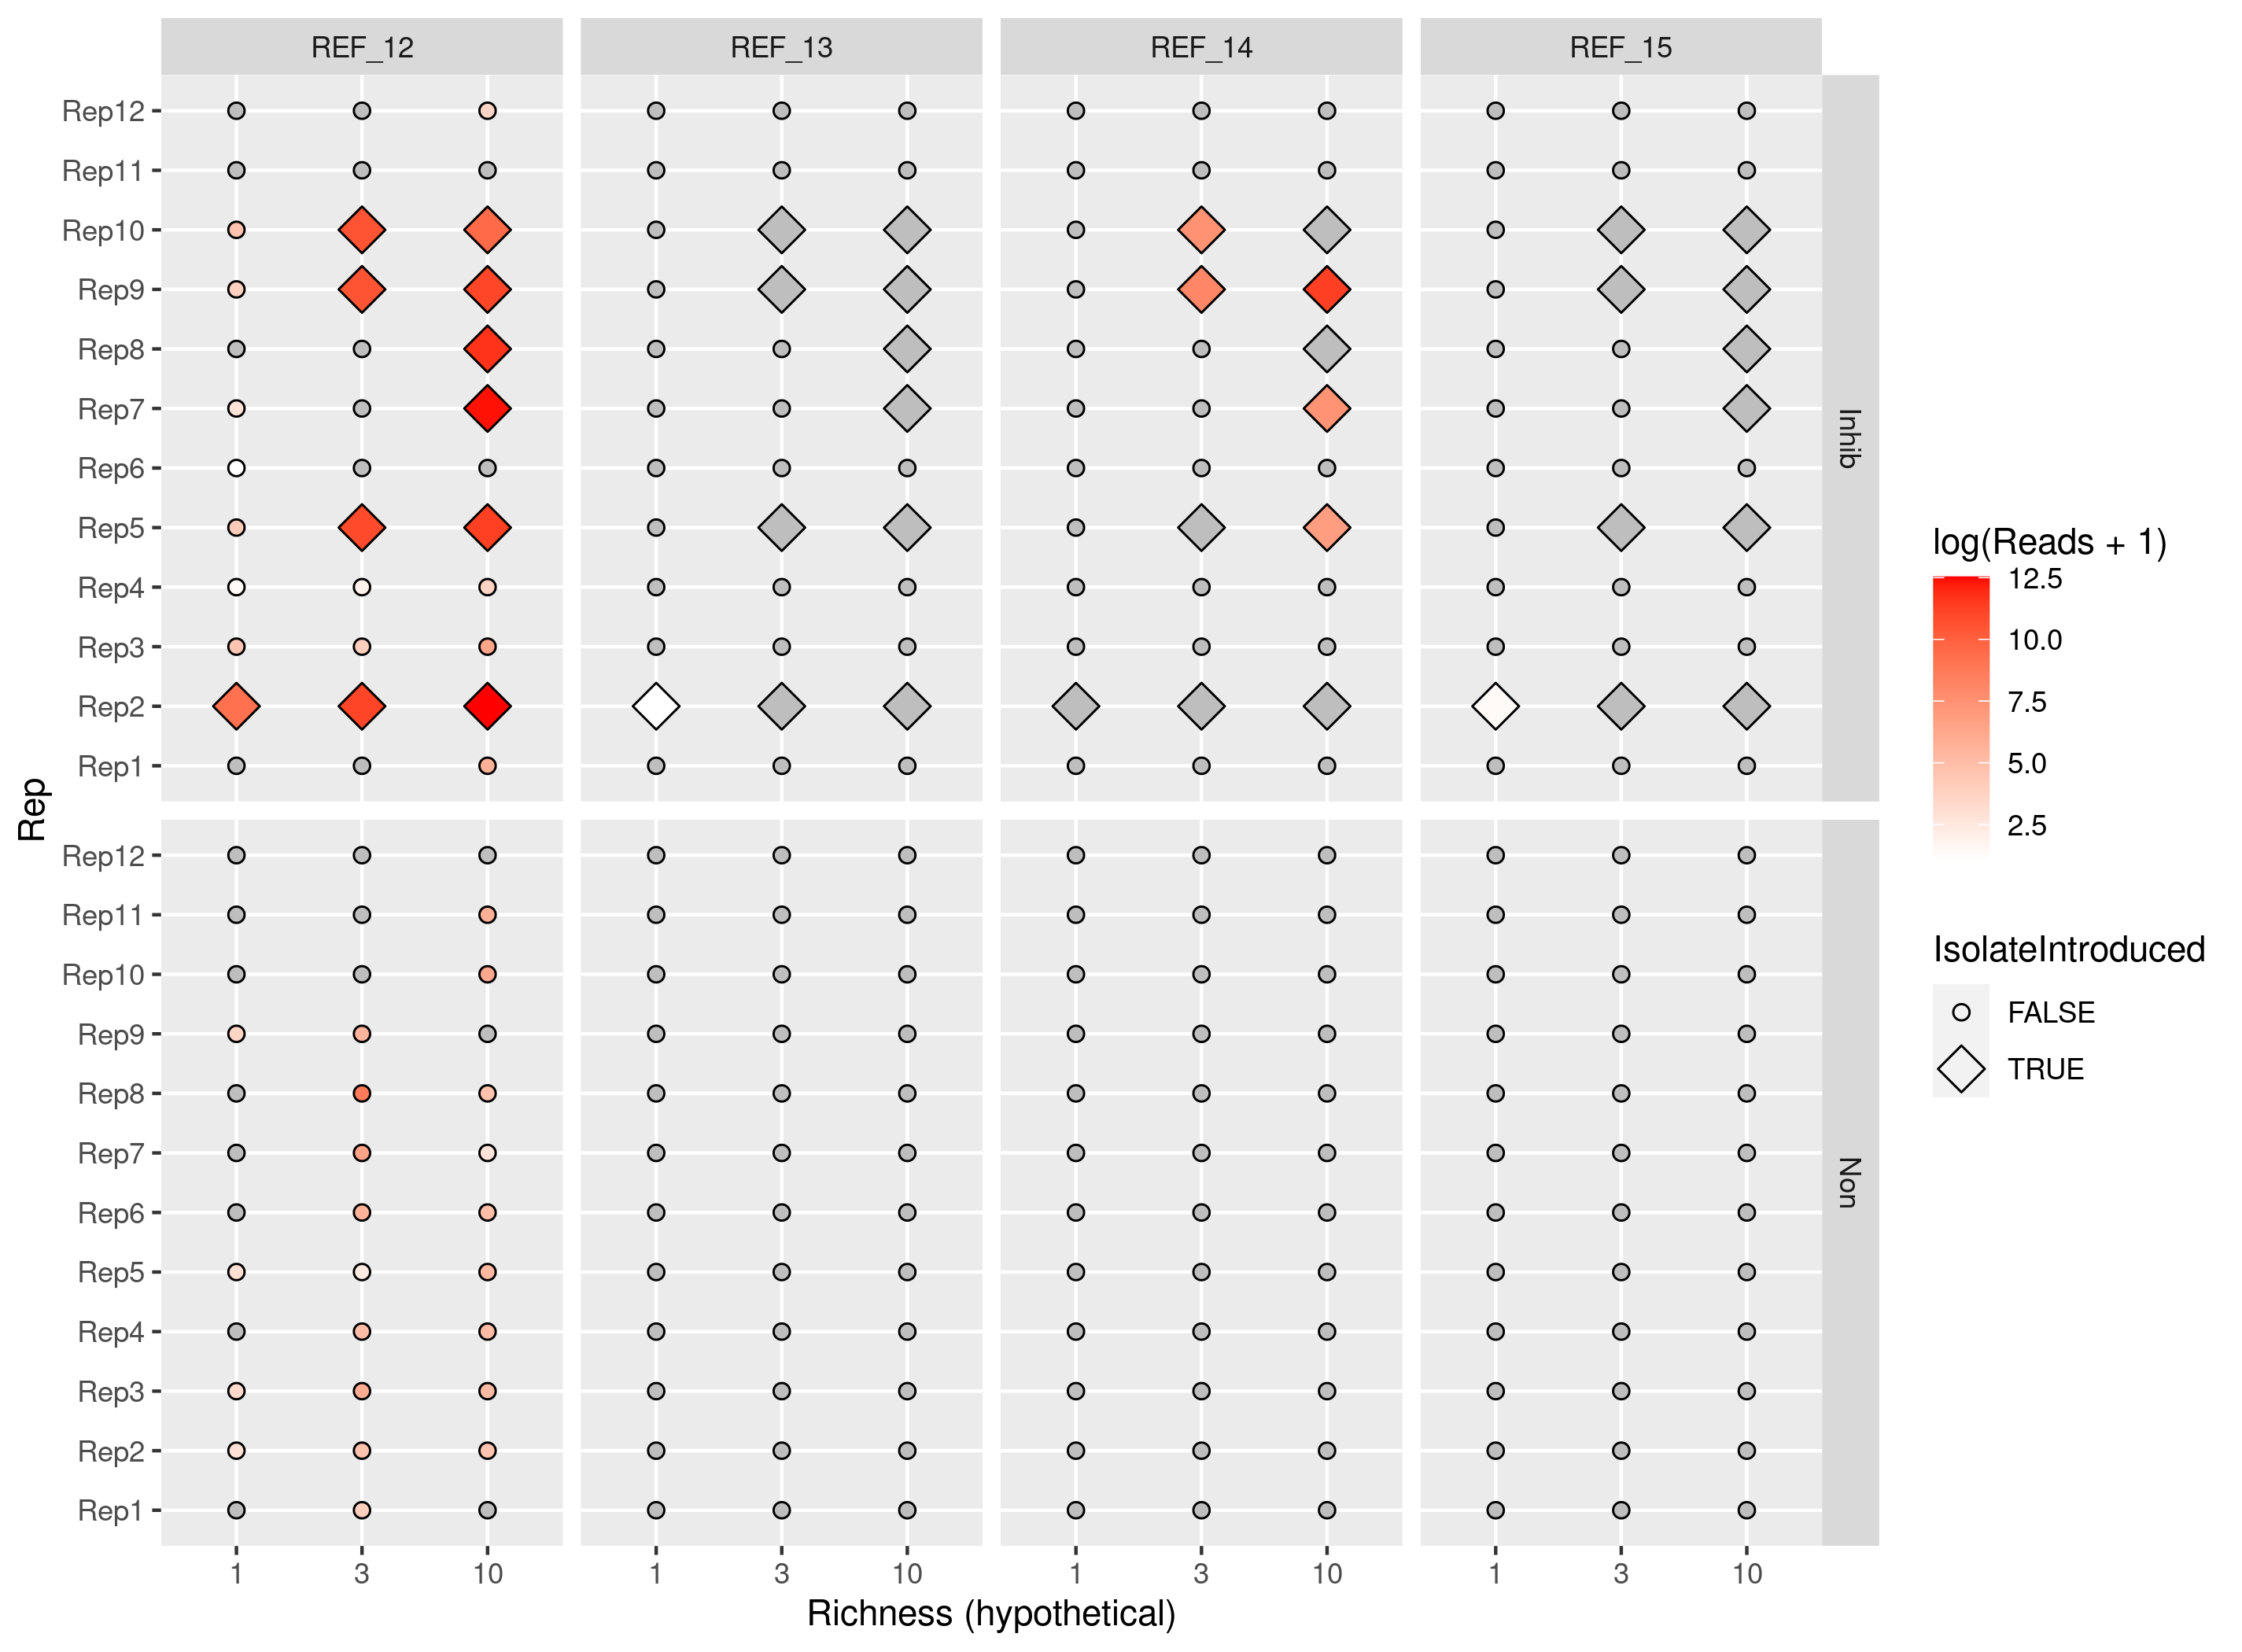 REF_12 REF_13 REF_14 REF_15
Rep12
Rep11
Rep10
Rep9
Rep8
Rep7
Rep6
Rep5
Rep4
Rep3
Rep2
Rep1
Inhib
Rep12
Rep11
Rep10
Rep9
Rep8
Rep7
Rep6
Rep5
Rep4
Rep3
Rep2
Rep1
Non
Rep
1 3 10 1 3 10 1 3 10 1 3 10
Richness (hypothetical)
log(Reads + 1)
12.5
10.0
7.5
5.0
2.5
IsolateIntroduced
FALSE
TRUE